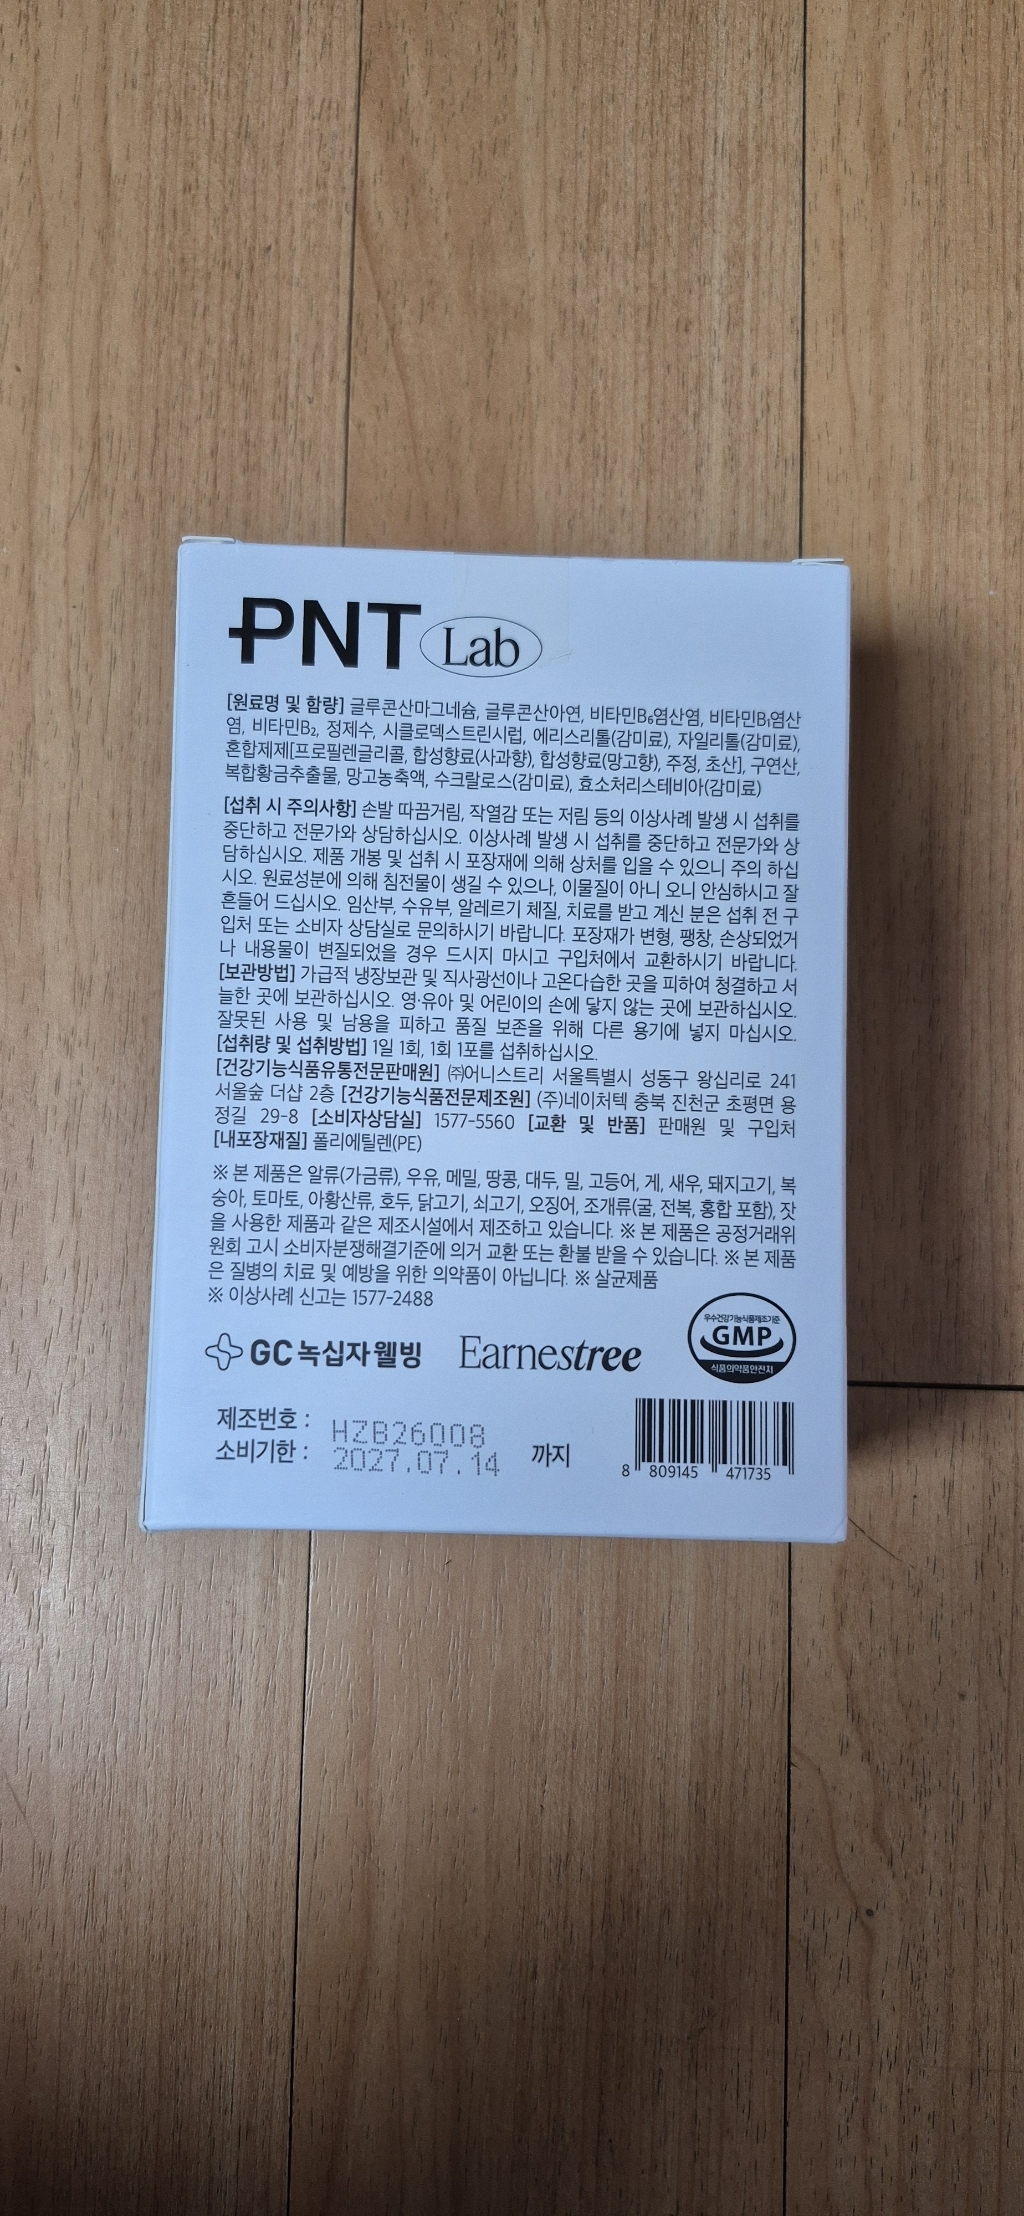 PNT Lab
[원료명 및 함량] 글루콘산마그네슘, 글루콘산아연, 비타민B₆염산염, 비타민B₁염산
염, 비타민B₂, 정제수, 시클로덱스트린시럽, 에리스리톨(감미료), 자일리톨(감미료),
혼합제제[프로필렌글리콜, 합성향료(사과향), 합성향료(망고향), 주정, 초산], 구연산,
복합황금추출물, 망고농축액, 수크랄로스(감미료), 효소처리스테비아(감미료)
[섭취 시 주의사항] 손발 따끔거림, 작열감 또는 저림 등의 이상사례 발생 시 섭취를
중단하고 전문가와 상담하십시오. 이상사례 발생 시 섭취를 중단하고 전문가와 상
담하십시오. 제품 개봉 및 섭취 시 포장재에 의해 상처를 입을 수 있으니 주의 하십
시오. 원료성분에 의해 침전물이 생길 수 있으나, 이물질이 아니 오니 안심하시고 잘
흔들어 드십시오. 임산부, 수유부, 알레르기 체질, 치료를 받고 계신 분은 섭취 전 구
입처 또는 소비자 상담실로 문의하시기 바랍니다. 포장재가 변형, 팽창, 손상되었거
나 내용물이 변질되었을 경우 드시지 마시고 구입처에서 교환하시기 바랍니다.
[보관방법] 가급적 냉장보관 및 직사광선이나 고온다습한 곳을 피하여 청결하고 서
늘한 곳에 보관하십시오. 영·유아 및 어린이의 손에 닿지 않는 곳에 보관하십시오.
잘못된 사용 및 남용을 피하고 품질 보존을 위해 다른 용기에 넣지 마십시오.
[섭취량 및 섭취방법] 1일 1회, 1회 1포를 섭취하십시오.
[건강기능식품유통전문판매원] ㈜어니스트리 서울특별시 성동구 왕십리로 241
서울숲 더샵 2층 [건강기능식품전문제조원] (주)네이처텍 충북 진천군 초평면 용
정길 29-8 [소비자상담실] 1577-5560 [교환 및 반품] 판매원 및 구입처
[내포장재질] 폴리에틸렌(PE)
※ 본 제품은 알류(가금류), 우유, 메밀, 땅콩, 대두, 밀, 고등어, 게, 새우, 돼지고기, 복
숭아, 토마토, 아황산류, 호두, 닭고기, 쇠고기, 오징어, 조개류(굴, 전복, 홍합 포함), 잣
을 사용한 제품과 같은 제조시설에서 제조하고 있습니다. ※ 본 제품은 공정거래위
원회 고시 소비자분쟁해결기준에 의거 교환 또는 환불 받을 수 있습니다. ※ 본 제품
은 질병의 치료 및 예방을 위한 의약품이 아닙니다. ※ 살균제품
※ 이상사례 신고는 1577-2488
우수건강기능식품제조기준
GMP
식품의약품안전처
GC녹십자웰빙 Earnestree
제조번호 : HZB26008
소비기한 : 2027.07.14 까지
8 809145 471735